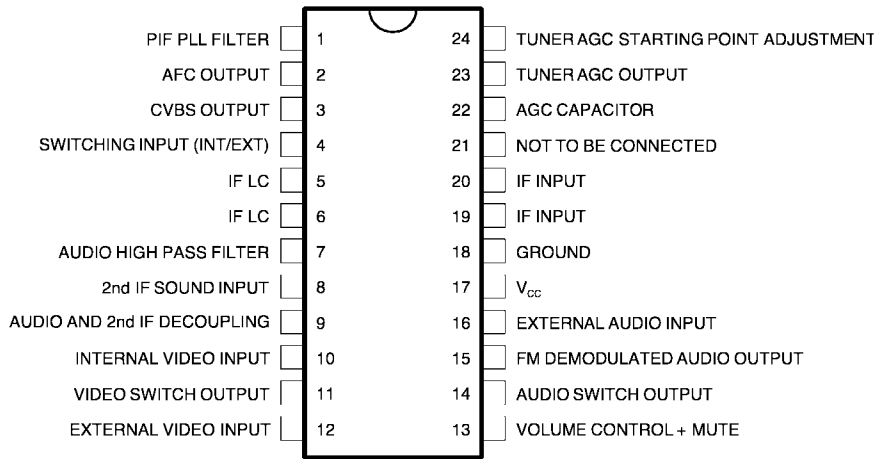 PIF PLL FILTER 1 24 TUNER AGC STARTING POINT ADJUSTMENT
AFC OUTPUT 2 23 TUNER AGC OUTPUT
CVBS OUTPUT 3 22 AGC CAPACITOR
SWITCHING INPUT (INT/EXT) 4 21 NOT TO BE CONNECTED
IF LC 5 20 IF INPUT
IF LC 6 19 IF INPUT
AUDIO HIGH PASS FILTER 7 18 GROUND
2nd IF SOUND INPUT 8 17 VCC
AUDIO AND 2nd IF DECOUPLING 9 16 EXTERNAL AUDIO INPUT
INTERNAL VIDEO INPUT 10 15 FM DEMODULATED AUDIO OUTPUT
VIDEO SWITCH OUTPUT 11 14 AUDIO SWITCH OUTPUT
EXTERNAL VIDEO INPUT 12 13 VOLUME CONTROL + MUTE